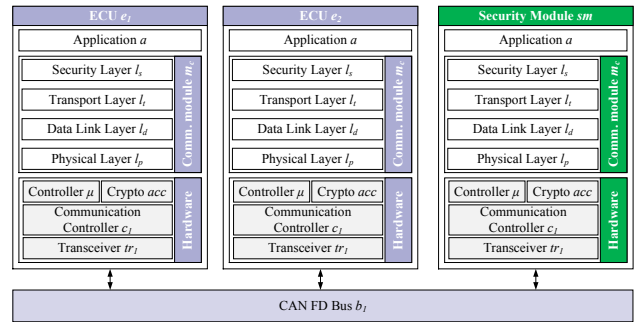 ECU e1
Application a
Security Layer ls
Transport Layer lt
Data Link Layer ld
Physical Layer lp
Comm. module mc
Controller μ
Crypto acc
Communication
Controller c1
Transceiver tr1
Hardware
ECU e2
Application a
Security Layer ls
Transport Layer lt
Data Link Layer ld
Physical Layer lp
Comm. module mc
Controller μ
Crypto acc
Communication
Controller c1
Transceiver tr1
Hardware
Security Module sm
Application a
Security Layer ls
Transport Layer lt
Data Link Layer ld
Physical Layer lp
Comm. module mc
Controller μ
Crypto acc
Communication
Controller c1
Transceiver tr1
Hardware
CAN FD Bus b1